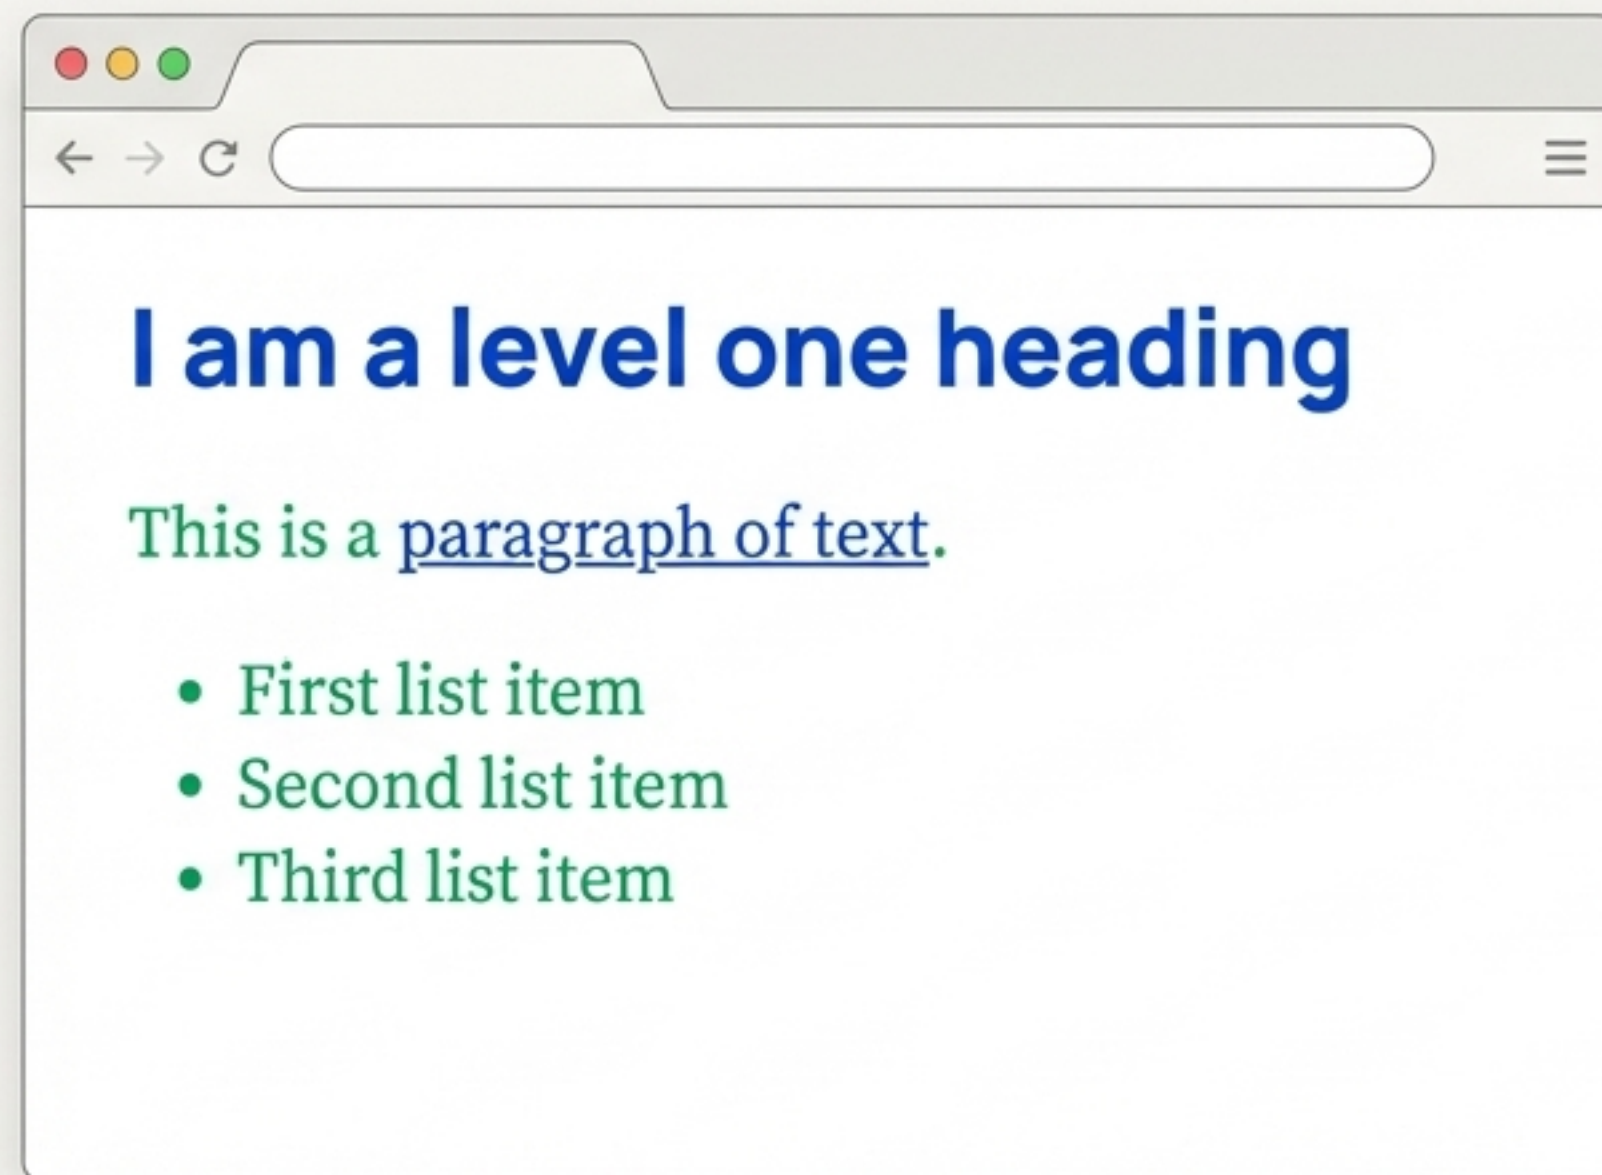 I am a level one heading
This is a paragraph of text.
• First list item
• Second list item
• Third list item